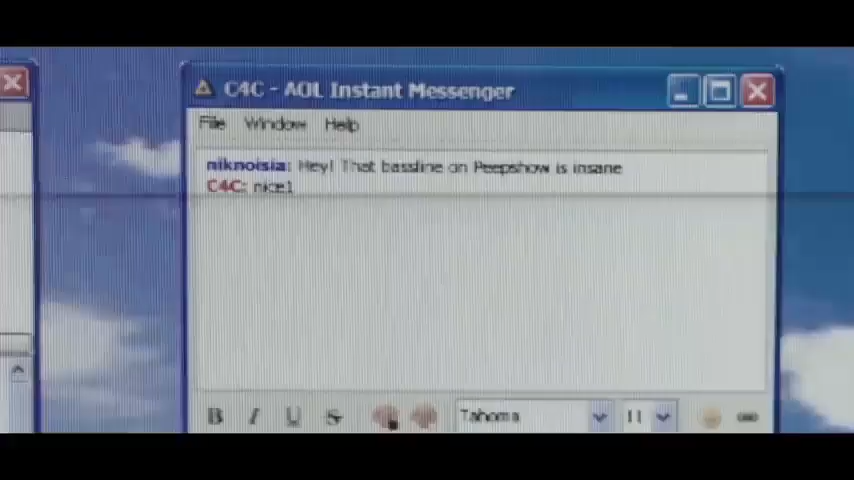 C4C - AOL Instant Messenger
File Window Help
niknoisia: Hey! That bassline on Peepshow is insane
C4C: nice1
B I U S Tahoma 11